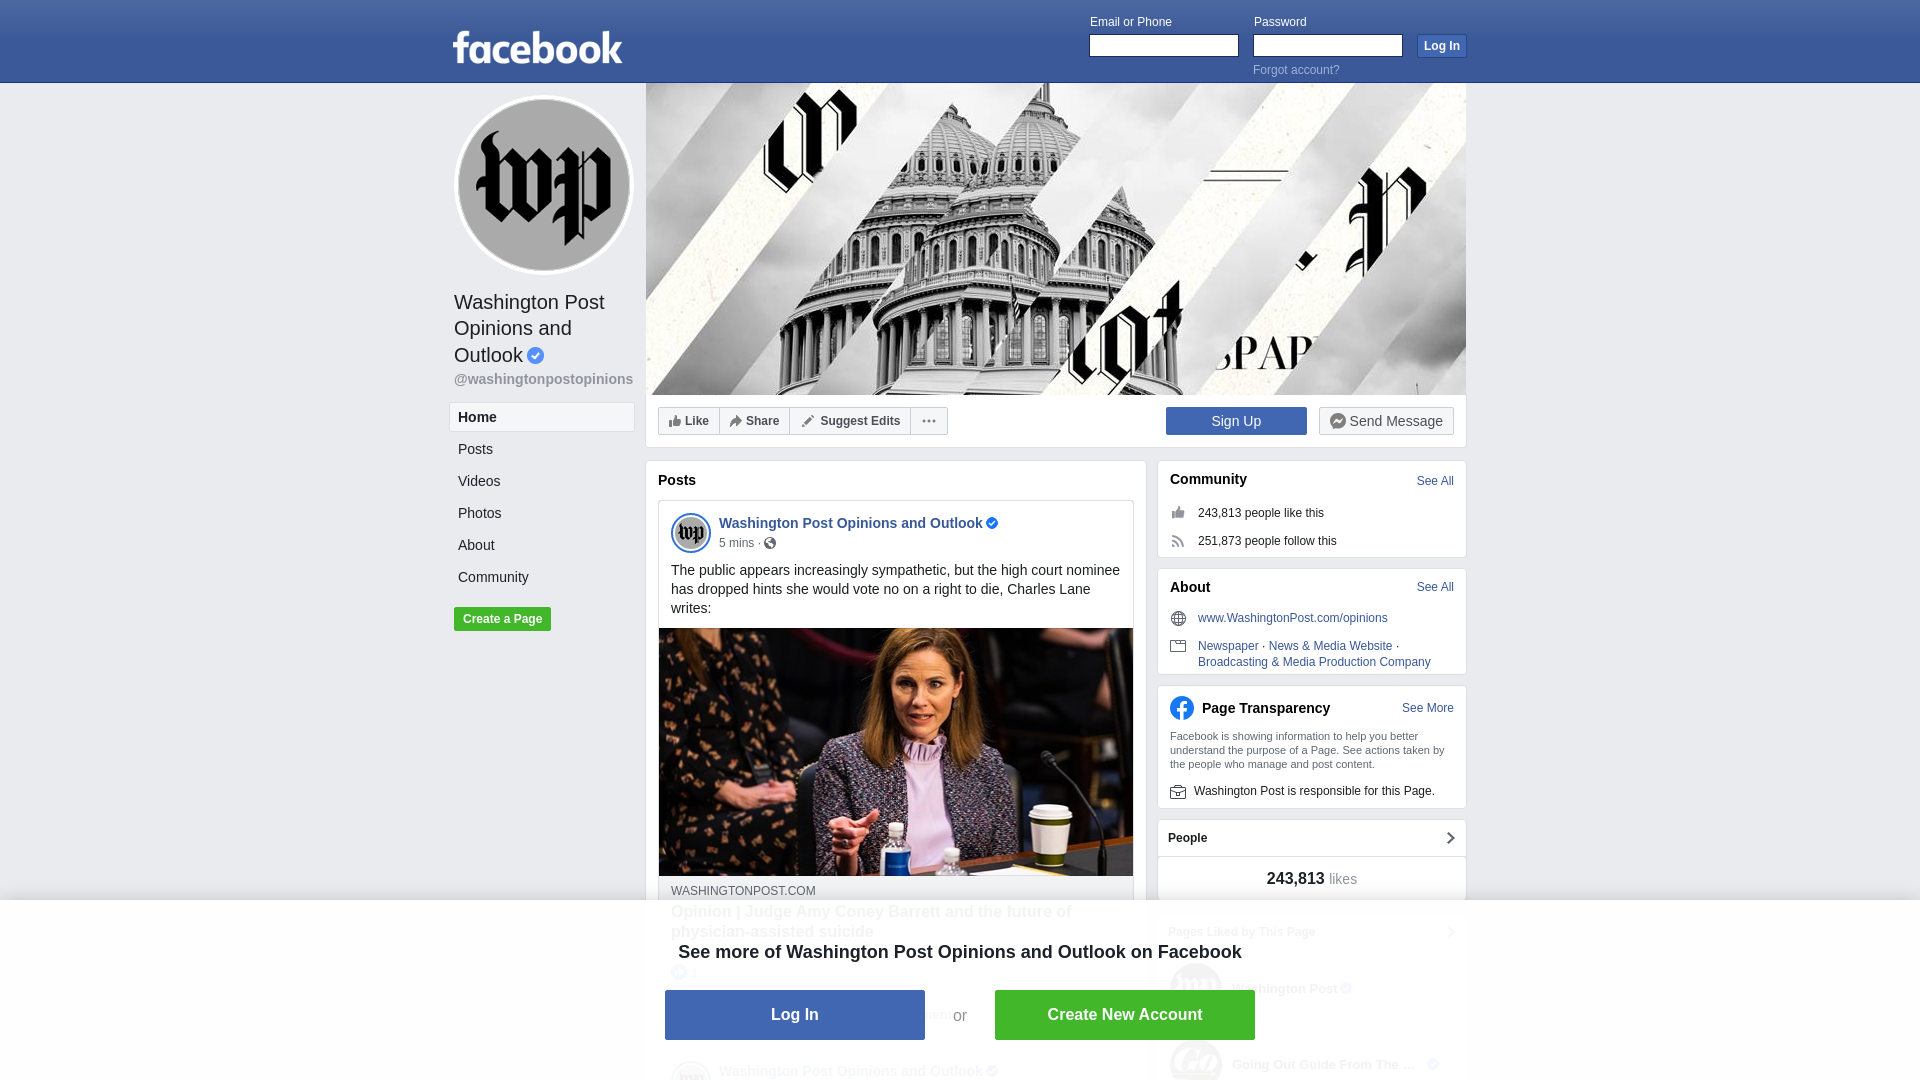 facebook
Email or Phone
Password
Log In
Forgot account?
wp
Washington Post
Opinions and
Outlook
@washingtonpostopinions
Home
Posts
Videos
Photos
About
Community
Create a Page
Like
Share
Suggest Edits
Sign Up
Send Message
Posts
Washington Post Opinions and Outlook
5 mins ·
The public appears increasingly sympathetic, but the high court nominee
has dropped hints she would vote no on a right to die, Charles Lane
writes:
WASHINGTONPOST.COM
Opinion | Judge Amy Coney Barrett and the future of
physician-assisted suicide
Washington Post Opinions and Outlook
Community
See All
243,813 people like this
251,873 people follow this
About
See All
www.WashingtonPost.com/opinions
Newspaper · News & Media Website ·
Broadcasting & Media Production Company
Page Transparency
See More
Facebook is showing information to help you better
understand the purpose of a Page. See actions taken by
the people who manage and post content.
Washington Post is responsible for this Page.
People
243,813 likes
Pages Liked by This Page
Washington Post
Going Out Guide From The ...
See more of Washington Post Opinions and Outlook on Facebook
Log In
or
Create New Account